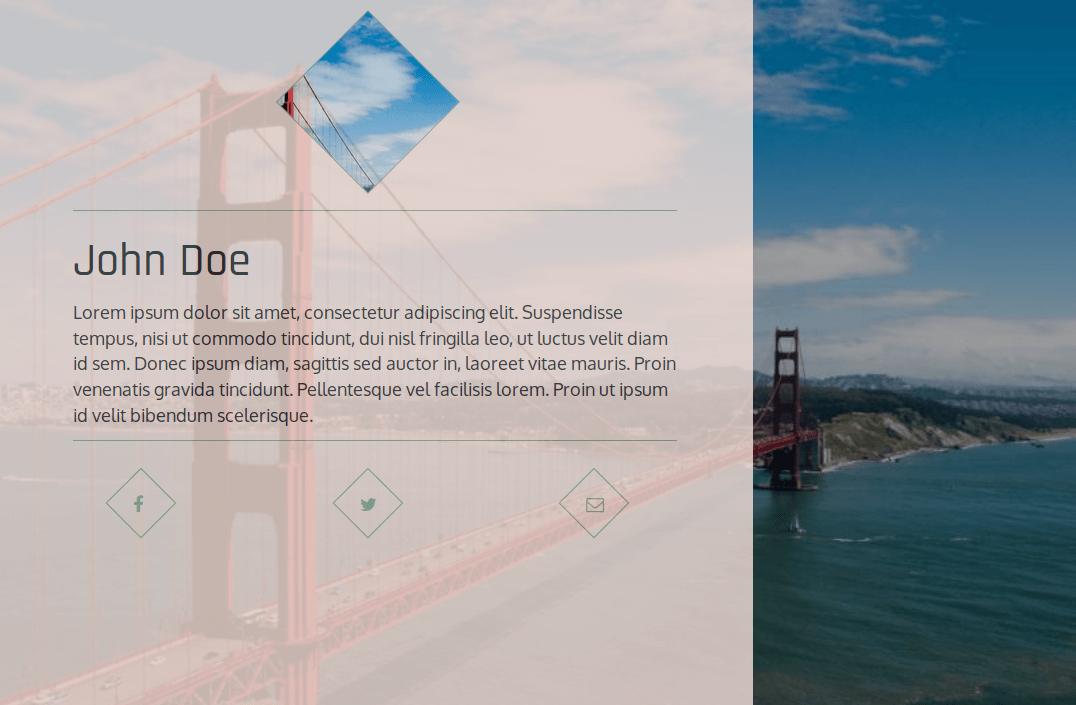 John Doe
Lorem ipsum dolor sit amet, consectetur adipiscing elit. Suspendisse
tempus, nisi ut commodo tincidunt, dui nisl fringilla leo, ut luctus velit diam
id sem. Donec ipsum diam, sagittis sed auctor in, laoreet vitae mauris. Proin
venenatis gravida tincidunt. Pellentesque vel facilisis lorem. Proin ut ipsum
id velit bibendum scelerisque.